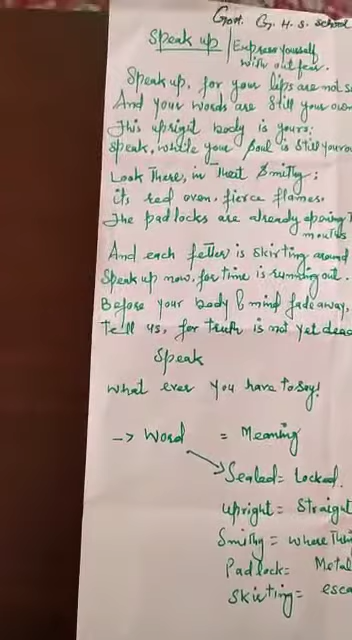 Govt. G. H. S. School
Speak up | Express yourself
with out fear.
Speak up, for your lips are not s
And your words are still your own
This upright body is yours:
speak, while your soul is still your o
Look There, in That Smithy;
its red oven, fierce flames.
The pad locks are already opening T
moutes
And each fetter is skirting around
Speak up now, for time is running out.
Before your body & mind fade away,
tell us, for truth is not yet dead
Speak
what ever you have to say!
-> Word = Meaning
Sealed = Locked.
upright = Straight
Smithy = where Thi
Padlock = Metal
Skirting = esca